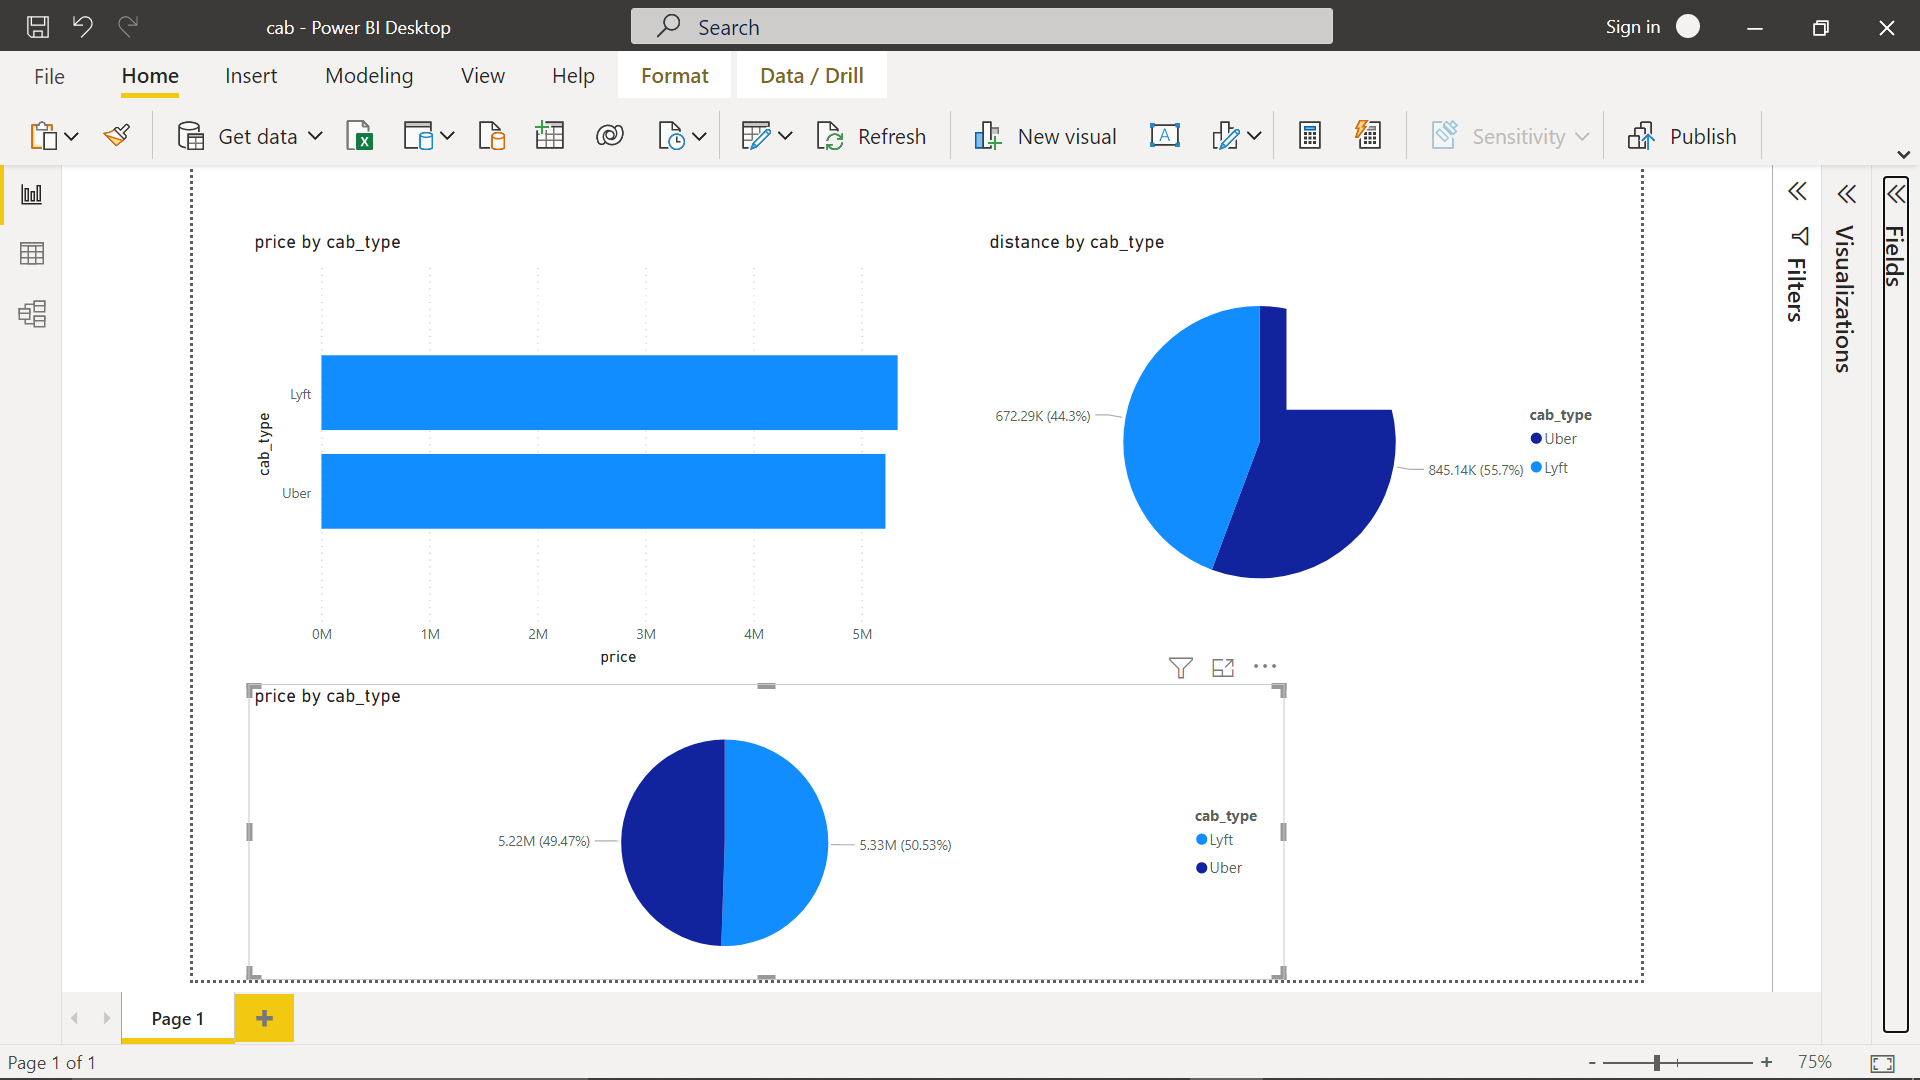 cab - Power BI Desktop
Search
Sign in
File
Home
Insert
Modeling
View
Help
Format
Data / Drill
Get data
Refresh
New visual
Sensitivity
Publish
price by cab_type
cab_type
Lyft
Uber
0M
1M
2M
3M
4M
5M
price
distance by cab_type
672.29K (44.3%)
845.14K (55.7%)
cab_type
Uber
Lyft
price by cab_type
5.22M (49.47%)
5.33M (50.53%)
cab_type
Lyft
Uber
Filters
Visualizations
Fields
Page 1
Page 1 of 1
- + 75%